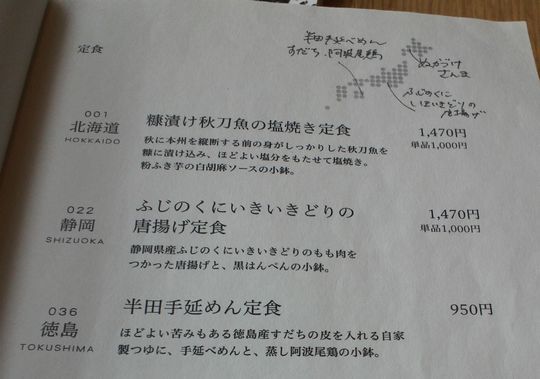 定食
半田手延べめん
すだち 阿波尾鶏
ぬかづけ
さんま
ふじのくに
いきいきどりの
唐揚げ
001
北海道
HOKKAIDO
糠漬け秋刀魚の塩焼き定食
1,470円
単品1,000円
秋に本州を縦断する前の身がしっかりした秋刀魚を
糠に漬け込み、ほどよい塩分をもたせて塩焼き。
粉ふき芋の白胡麻ソースの小鉢。
022
静岡
SHIZUOKA
ふじのくにいきいきどりの
唐揚げ定食
1,470円
単品1,000円
静岡県産ふじのくにいきいきどりのもも肉を
つかった唐揚げと、黒はんぺんの小鉢。
036
徳島
TOKUSHIMA
半田手延めん定食
950円
ほどよい苦みもある徳島産すだちの皮を入れる自家
製つゆに、手延べめんと、蒸し阿波尾鶏の小鉢。